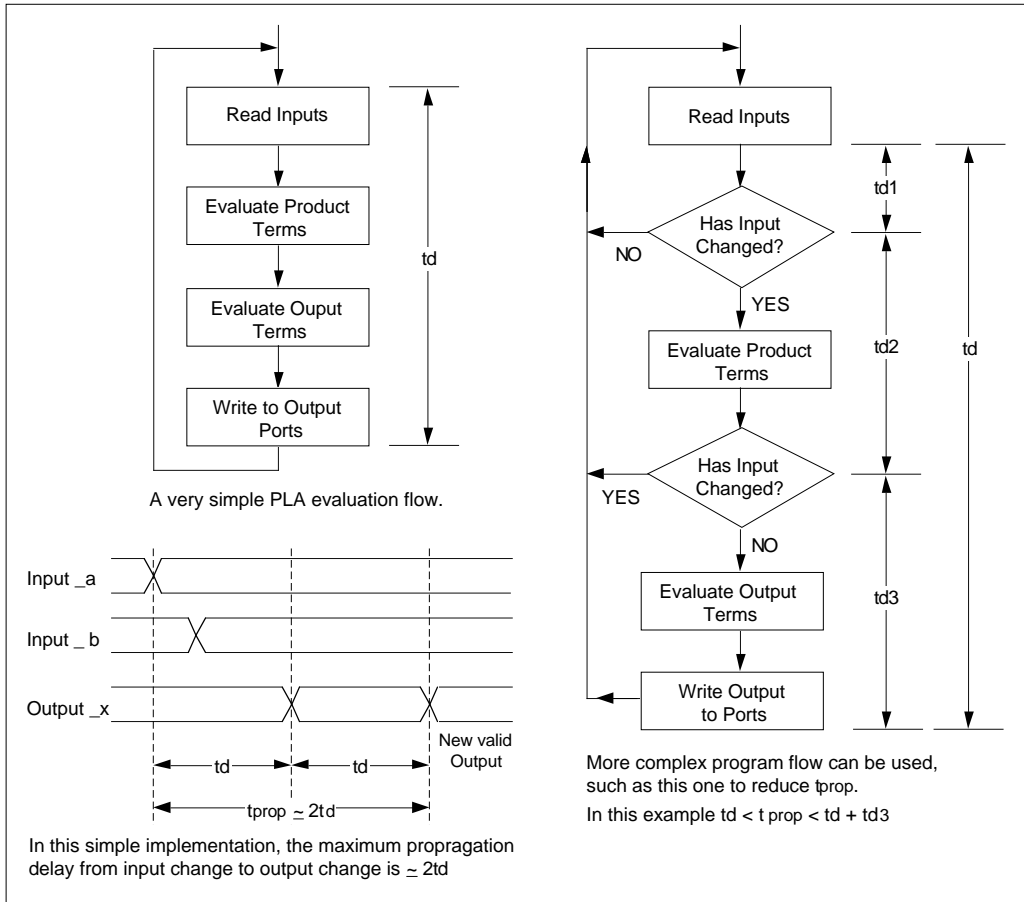 Read Inputs
Evaluate Product
Terms
Evaluate Ouput
Terms
Write to Output
Ports
td
A very simple PLA evaluation flow.
Input _a
Input _ b
Output _x
New valid
Output
td
td
tprop ≃ 2td
In this simple implementation, the maximum propragation
delay from input change to output change is ≃ 2td
Read Inputs
Has Input
Changed?
NO
YES
Evaluate Product
Terms
Has Input
Changed?
YES
NO
Evaluate Output
Terms
Write Output
to Ports
td1
td2
td3
td
More complex program flow can be used,
such as this one to reduce tprop.
In this example td < t prop < td + td3